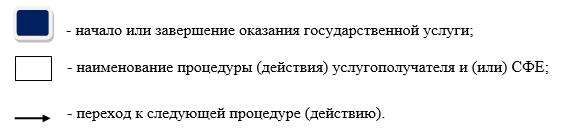 - начало или завершение оказания государственной услуги;
- наименование процедуры (действия) услугополучателя и (или) СФЕ;
- переход к следующей процедуре (действию).